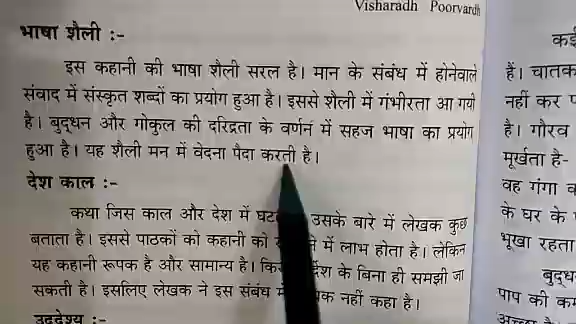 Visharadh Poorvardh
भाषा शैली :-
इस कहानी की भाषा शैली सरल है। मान के संबंध में होनेवाले
संवाद में संस्कृत शब्दों का प्रयोग हुआ है। इससे शैली में गंभीरता आ गयी
है। बुद्धन और गोकुल की दरिद्रता के वर्णन में सहज भाषा का प्रयोग
हुआ है। यह शैली मन में वेदना पैदा करती है।
देश काल :-
कथा जिस काल और देश में उसके बारे में लेखक कुछ
बताता है। इससे पाठकों को कहानी को में लाभ होता है। लेकिन
यह कहानी रूपक है और सामान्य है। के बिना ही समझी जा
सकती है। इसलिए लेखक ने इस संबंध नहीं कहा है।
उद्देश्य :-
कई
हैं। चातक
नहीं कर
है। गौरव
मूर्खता है-
वह गंगा
के घर के
भूखा रहता
पाप की